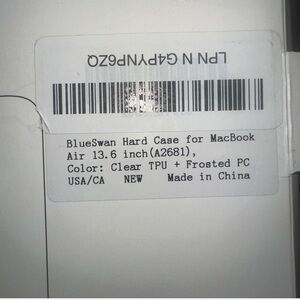 LPN N G4PYNP6ZQ
BlueSwan Hard Case for MacBook
Air 13.6 inch(A2681),
Color: Clear TPU + Frosted PC
USA/CA NEW Made in China